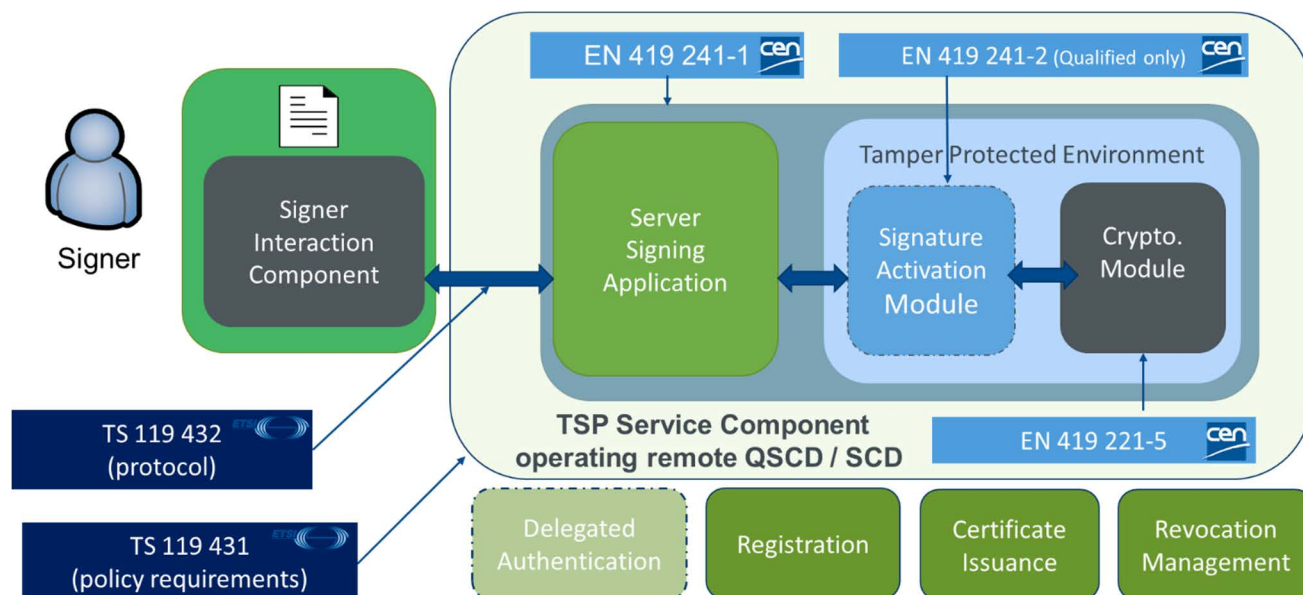 EN 419 241-1
cen
EN 419 241-2 (Qualified only)
cen
Tamper Protected Environment
Signer
Interaction
Component
Server
Signing
Application
Signature
Activation
Module
Crypto.
Module
Signer
TS 119 432
(protocol)
ETSI
TSP Service Component
operating remote QSCD / SCD
EN 419 221-5
cen
TS 119 431
(policy requirements)
ETSI
Delegated
Authentication
Registration
Certificate
Issuance
Revocation
Management